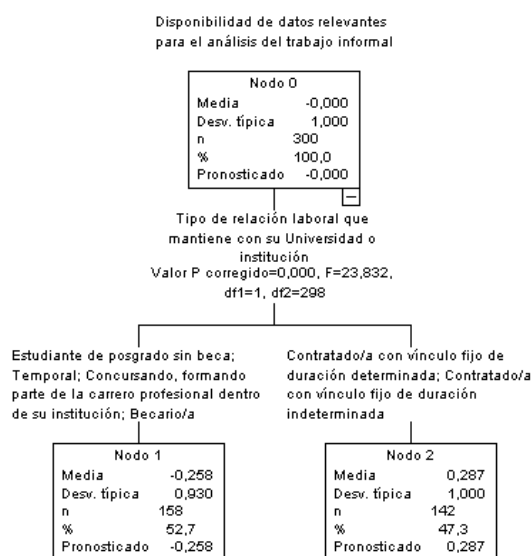 Disponibilidad de datos relevantes
para el análisis del trabajo informal
Nodo 0
Media -0,000
Desv. típica 1,000
n 300
% 100,0
Pronosticado -0,000
Tipo de relación laboral que
mantiene con su Universidad o
institución
Valor P corregido=0,000, F=23,832,
df1=1, df2=298
Estudiante de posgrado sin beca;
Temporal; Concursando, formando
parte de la carrero profesional dentro
de su institución; Becario/a
Nodo 1
Media -0,258
Desv. típica 0,930
n 158
% 52,7
Pronosticado -0,258
Contratado/a con vínculo fijo de
duración determinada; Contratado/a
con vínculo fijo de duración
indeterminada
Nodo 2
Media 0,287
Desv. típica 1,000
n 142
% 47,3
Pronosticado 0,287